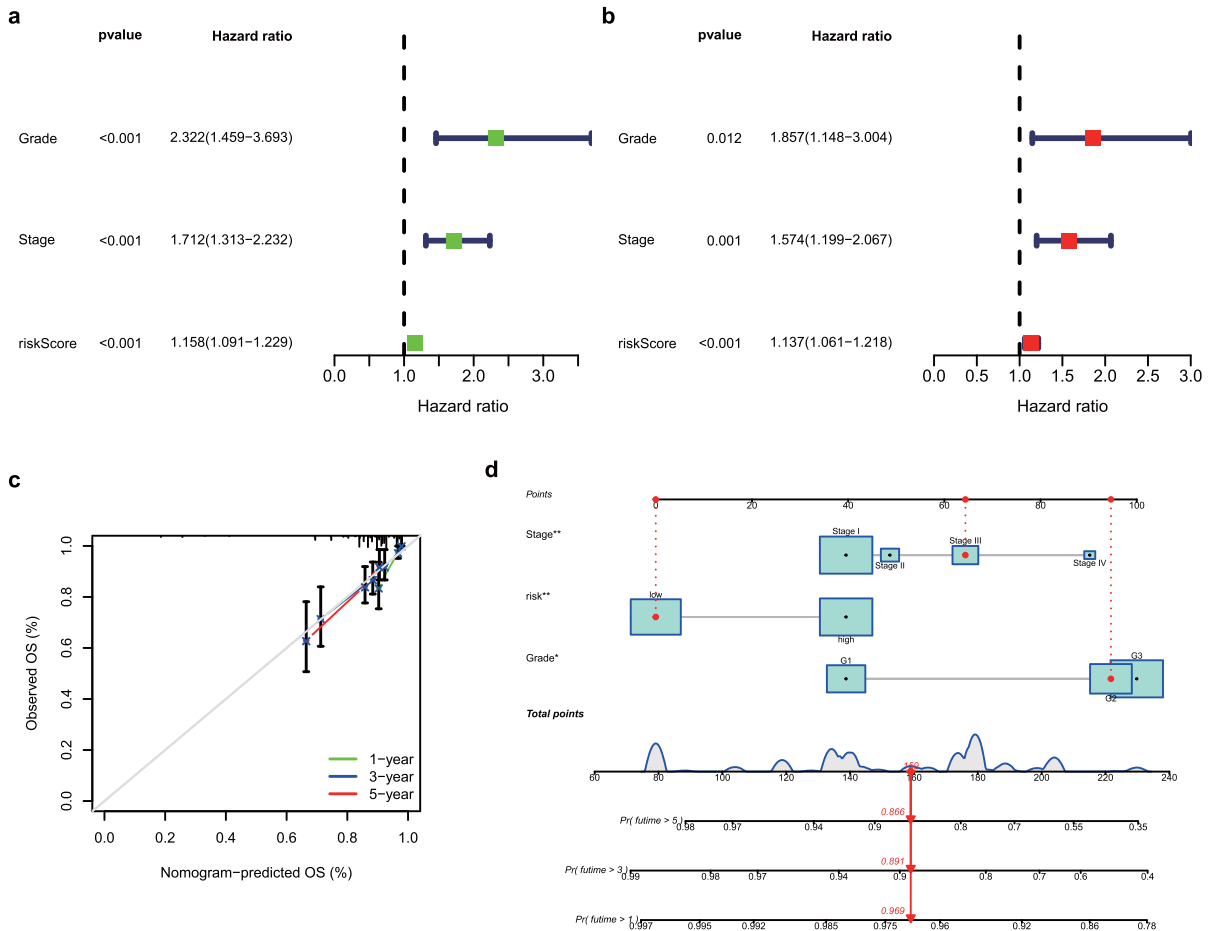 a
pvalue Hazard ratio
Grade <0.001 2.322(1.459−3.693)
Stage <0.001 1.712(1.313−2.232)
riskScore <0.001 1.158(1.091−1.229)
0.0 1.0 2.0 3.0
Hazard ratio
b
pvalue Hazard ratio
Grade 0.012 1.857(1.148−3.004)
Stage 0.001 1.574(1.199−2.067)
riskScore <0.001 1.137(1.061−1.218)
0.0 0.5 1.0 1.5 2.0 2.5 3.0
Hazard ratio
c
Observed OS (%)
1.0
0.8
0.6
0.4
0.2
0.0
1−year
3−year
5−year
0.0 0.2 0.4 0.6 0.8 1.0
Nomogram−predicted OS (%)
d
Points
0 20 40 60 80 100
Stage**
Stage I
Stage II
Stage III
Stage IV
risk**
low
high
Grade*
G1
G2
G3
Total points
159
60 80 100 120 140 160 180 200 220 240
0.866
Pr( futime > 5 )
0.98 0.97 0.94 0.9 0.8 0.7 0.55 0.35
0.891
Pr( futime > 3 )
0.99 0.98 0.97 0.94 0.9 0.8 0.7 0.6 0.4
0.969
Pr( futime > 1 )
0.997 0.995 0.992 0.985 0.975 0.96 0.92 0.86 0.78